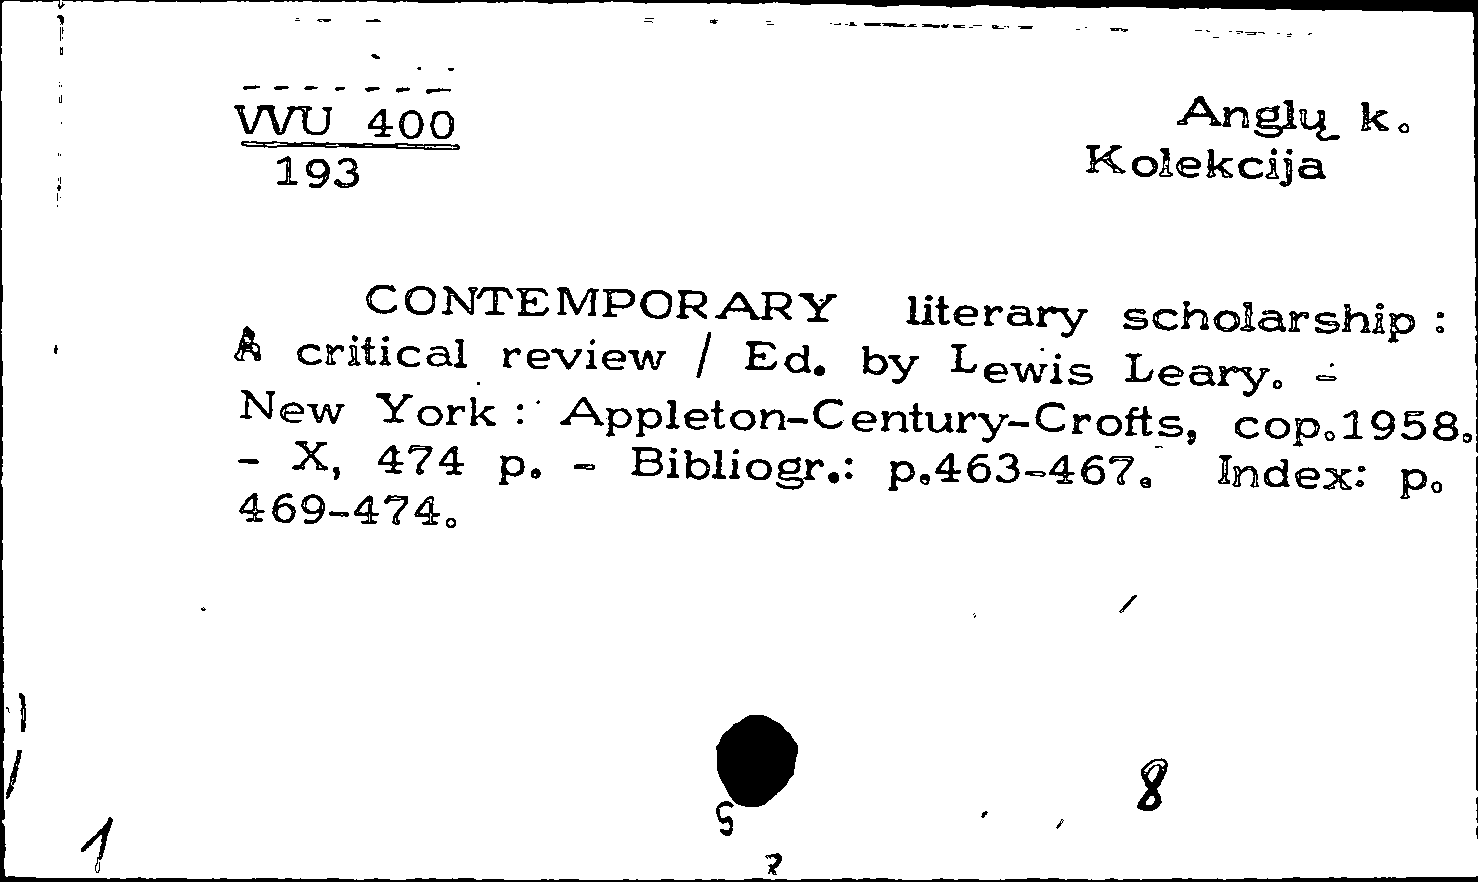 VVU 400
193
Anglų k.
Kolekcija
CONTEMPORARY literary scholarship :
A critical review / Ed. by Lewis Leary. -
New York : Appleton-Century-Crofts, cop.1958.
- X, 474 p. - Bibliogr.: p.463-467. Index: p.
469-474.
8
5
1